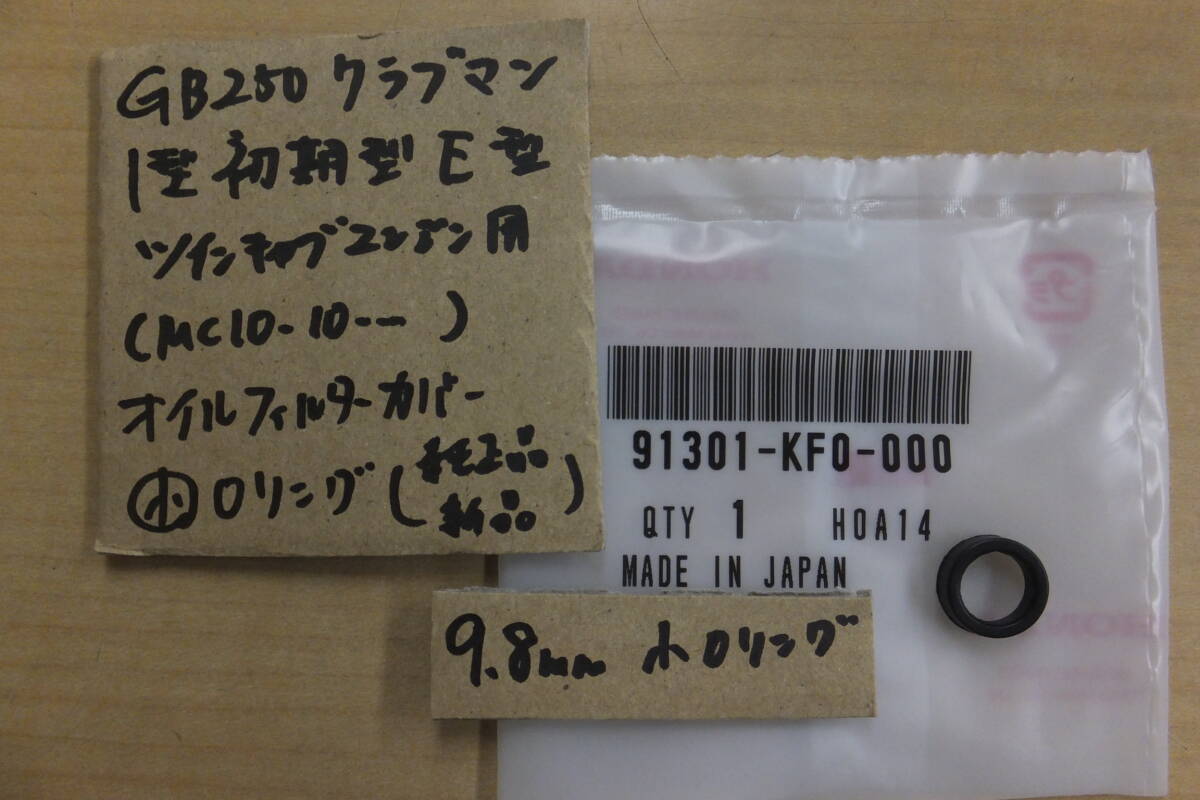 GB250 クラブマン
1型 初期型 E型
ツインキャブエンジン用
(MC10-10-- )
オイルフィルターカバー
小 Oリング (純正品
新品)
HONDA
91301-KF0-000
QTY 1 HOA14
MADE IN JAPAN
9.8mm 小Oリング